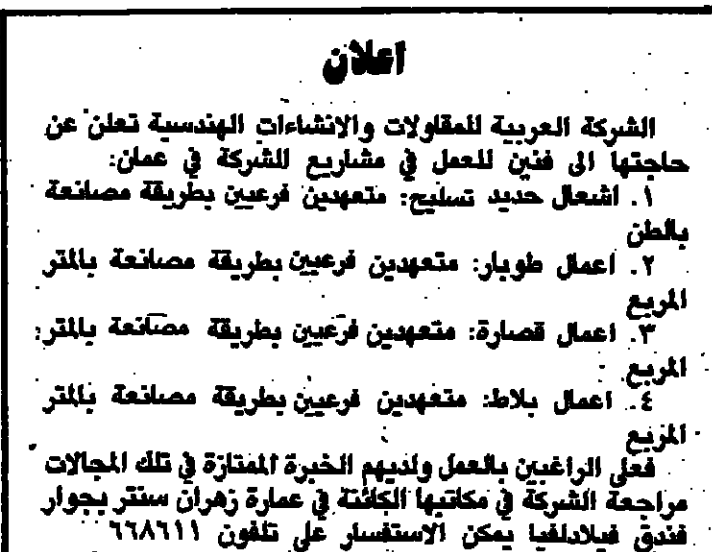 اعلان
الشركة العربية للمقاولات والانشاءات الهندسية تعلن عن
حاجتها الى فنين للعمل في مشاريع للشركة في عمان:
١. اشعال حديد تسليح: متعهدين فرعيين بطريقة مصانعة
بالطن
٢. اعمال طوبار: متعهدين فرعيين بطريقة مصانعة بالمتر
المربع
٣. اعمال قصارة: متعهدين فرعيين بطريقة مصانعة بالمتر
المربع
٤. اعمال بلاط: متعهدين فرعيين بطريقة مصانعة بالمتر
المربع
فعلى الراغبين بالعمل ولديهم الخبرة الممتازة في تلك المجالات
مراجعة الشركة في مكاتبها الكائنة في عمارة زهران سنتر بجوار
فندق فيلادلفيا يمكن الاستفسار على تلفون ٦٦٨٦١١